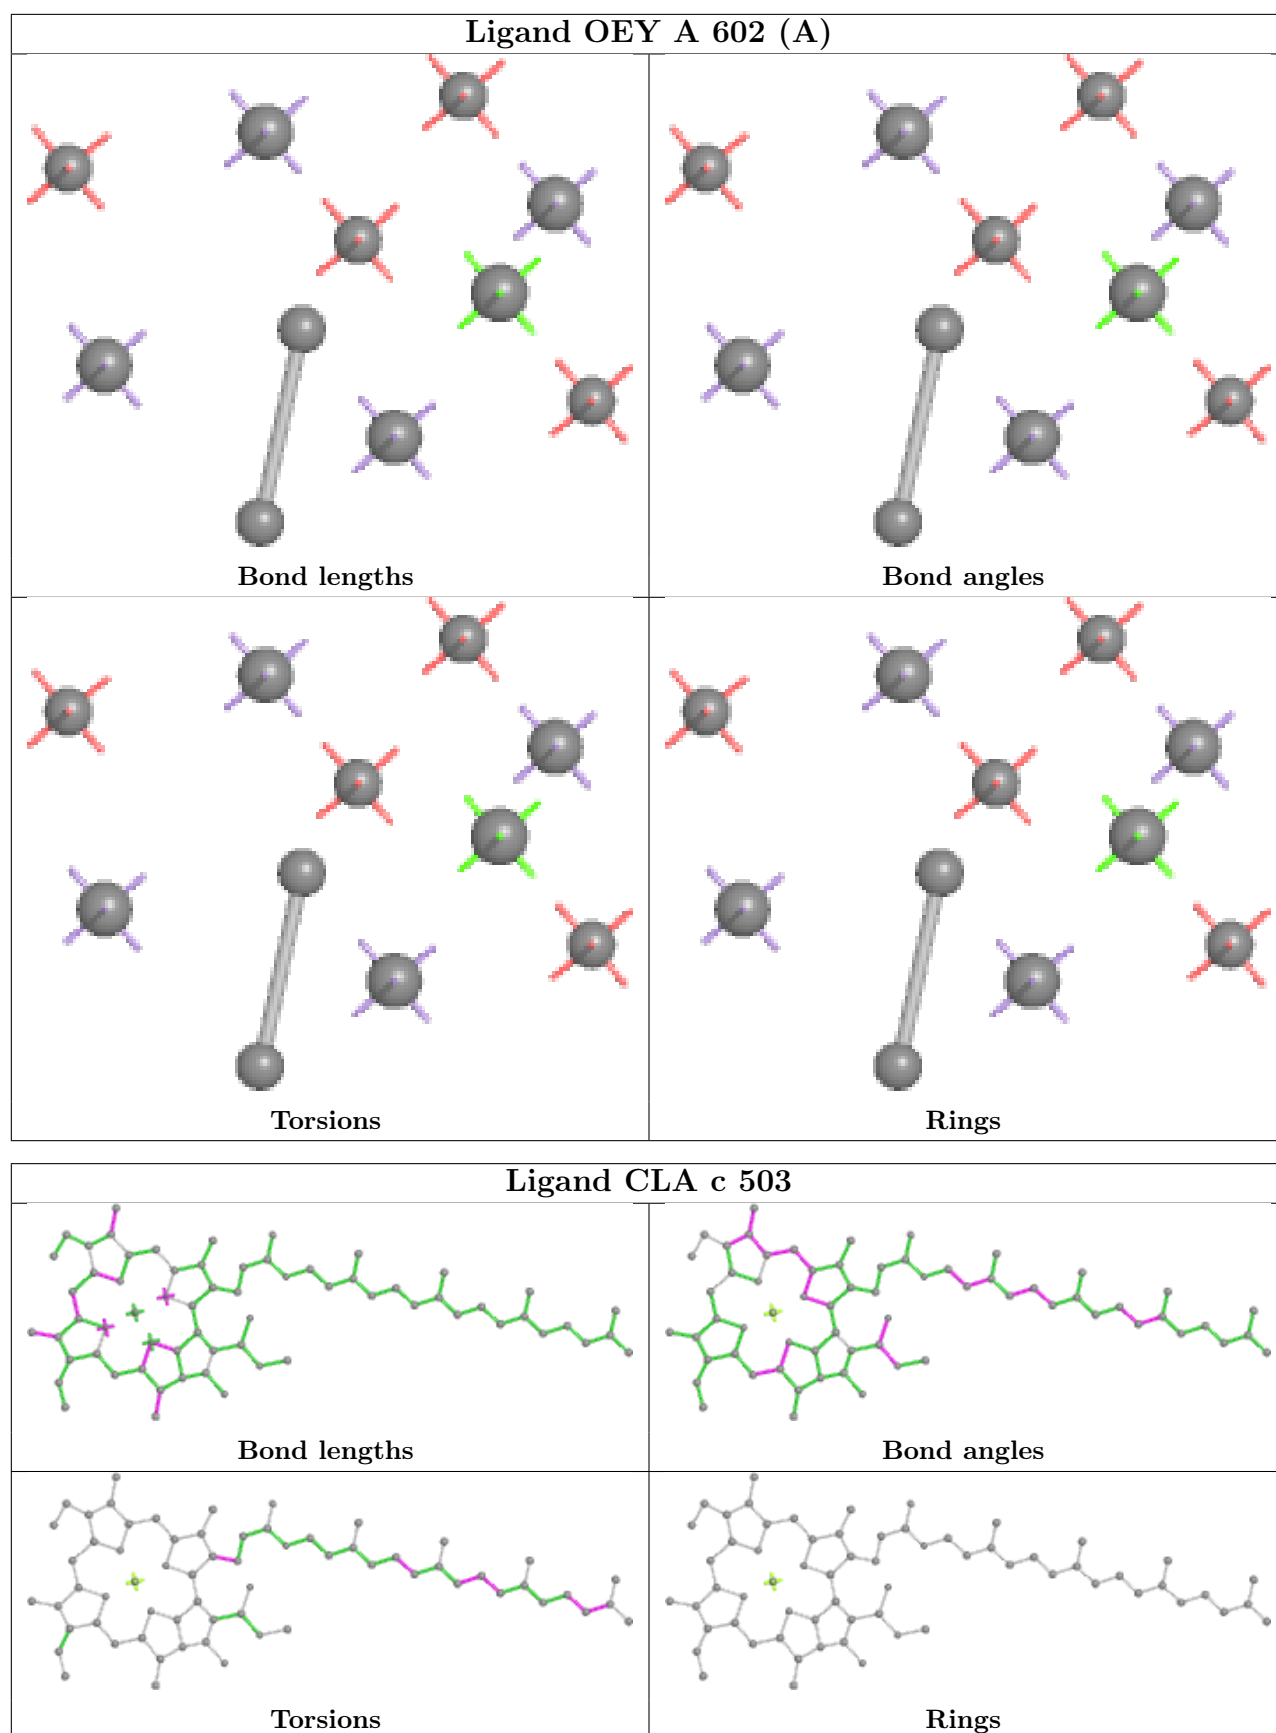 Ligand OEY A 602 (A)
Bond lengths
Bond angles
Torsions
Rings
Ligand CLA c 503
Bond lengths
Bond angles
Torsions
Rings